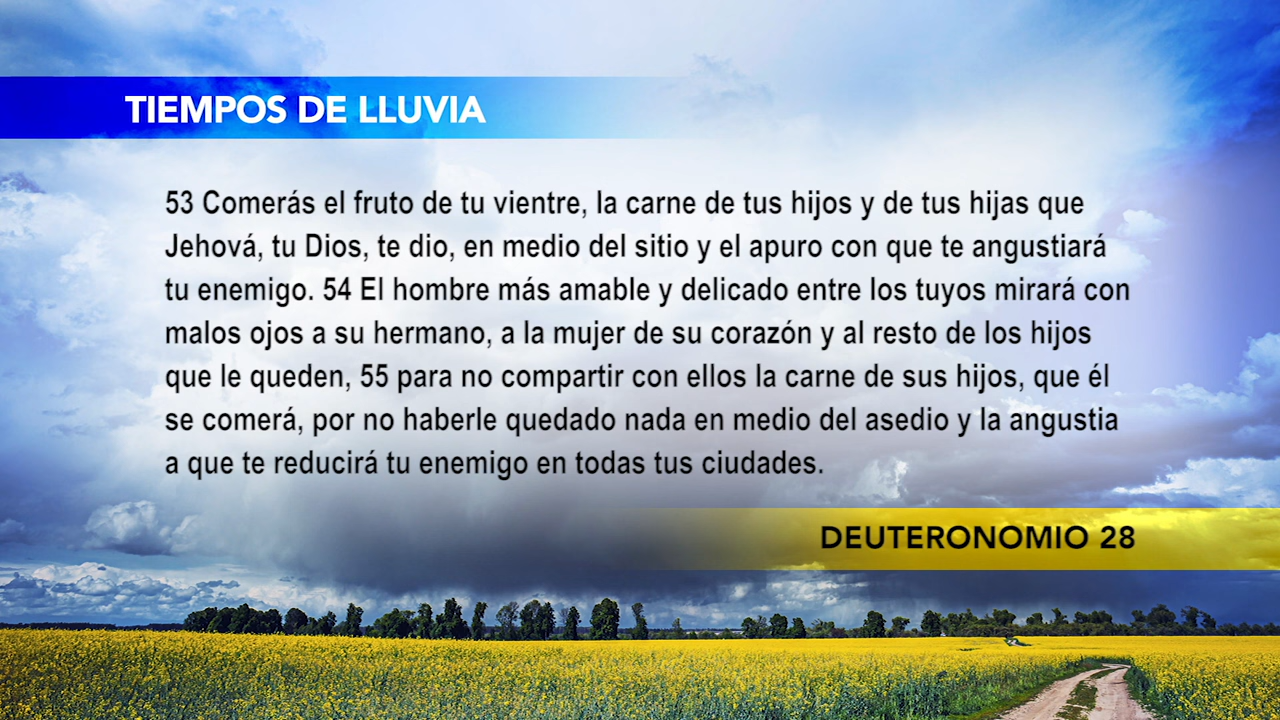 TIEMPOS DE LLUVIA
53 Comerás el fruto de tu vientre, la carne de tus hijos y de tus hijas que
Jehová, tu Dios, te dio, en medio del sitio y el apuro con que te angustiará
tu enemigo. 54 El hombre más amable y delicado entre los tuyos mirará con
malos ojos a su hermano, a la mujer de su corazón y al resto de los hijos
que le queden, 55 para no compartir con ellos la carne de sus hijos, que él
se comerá, por no haberle quedado nada en medio del asedio y la angustia
a que te reducirá tu enemigo en todas tus ciudades.
DEUTERONOMIO 28